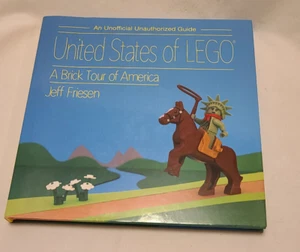 An Unofficial Unauthorized Guide
United States of LEGO®
A Brick Tour of America
Jeff Friesen